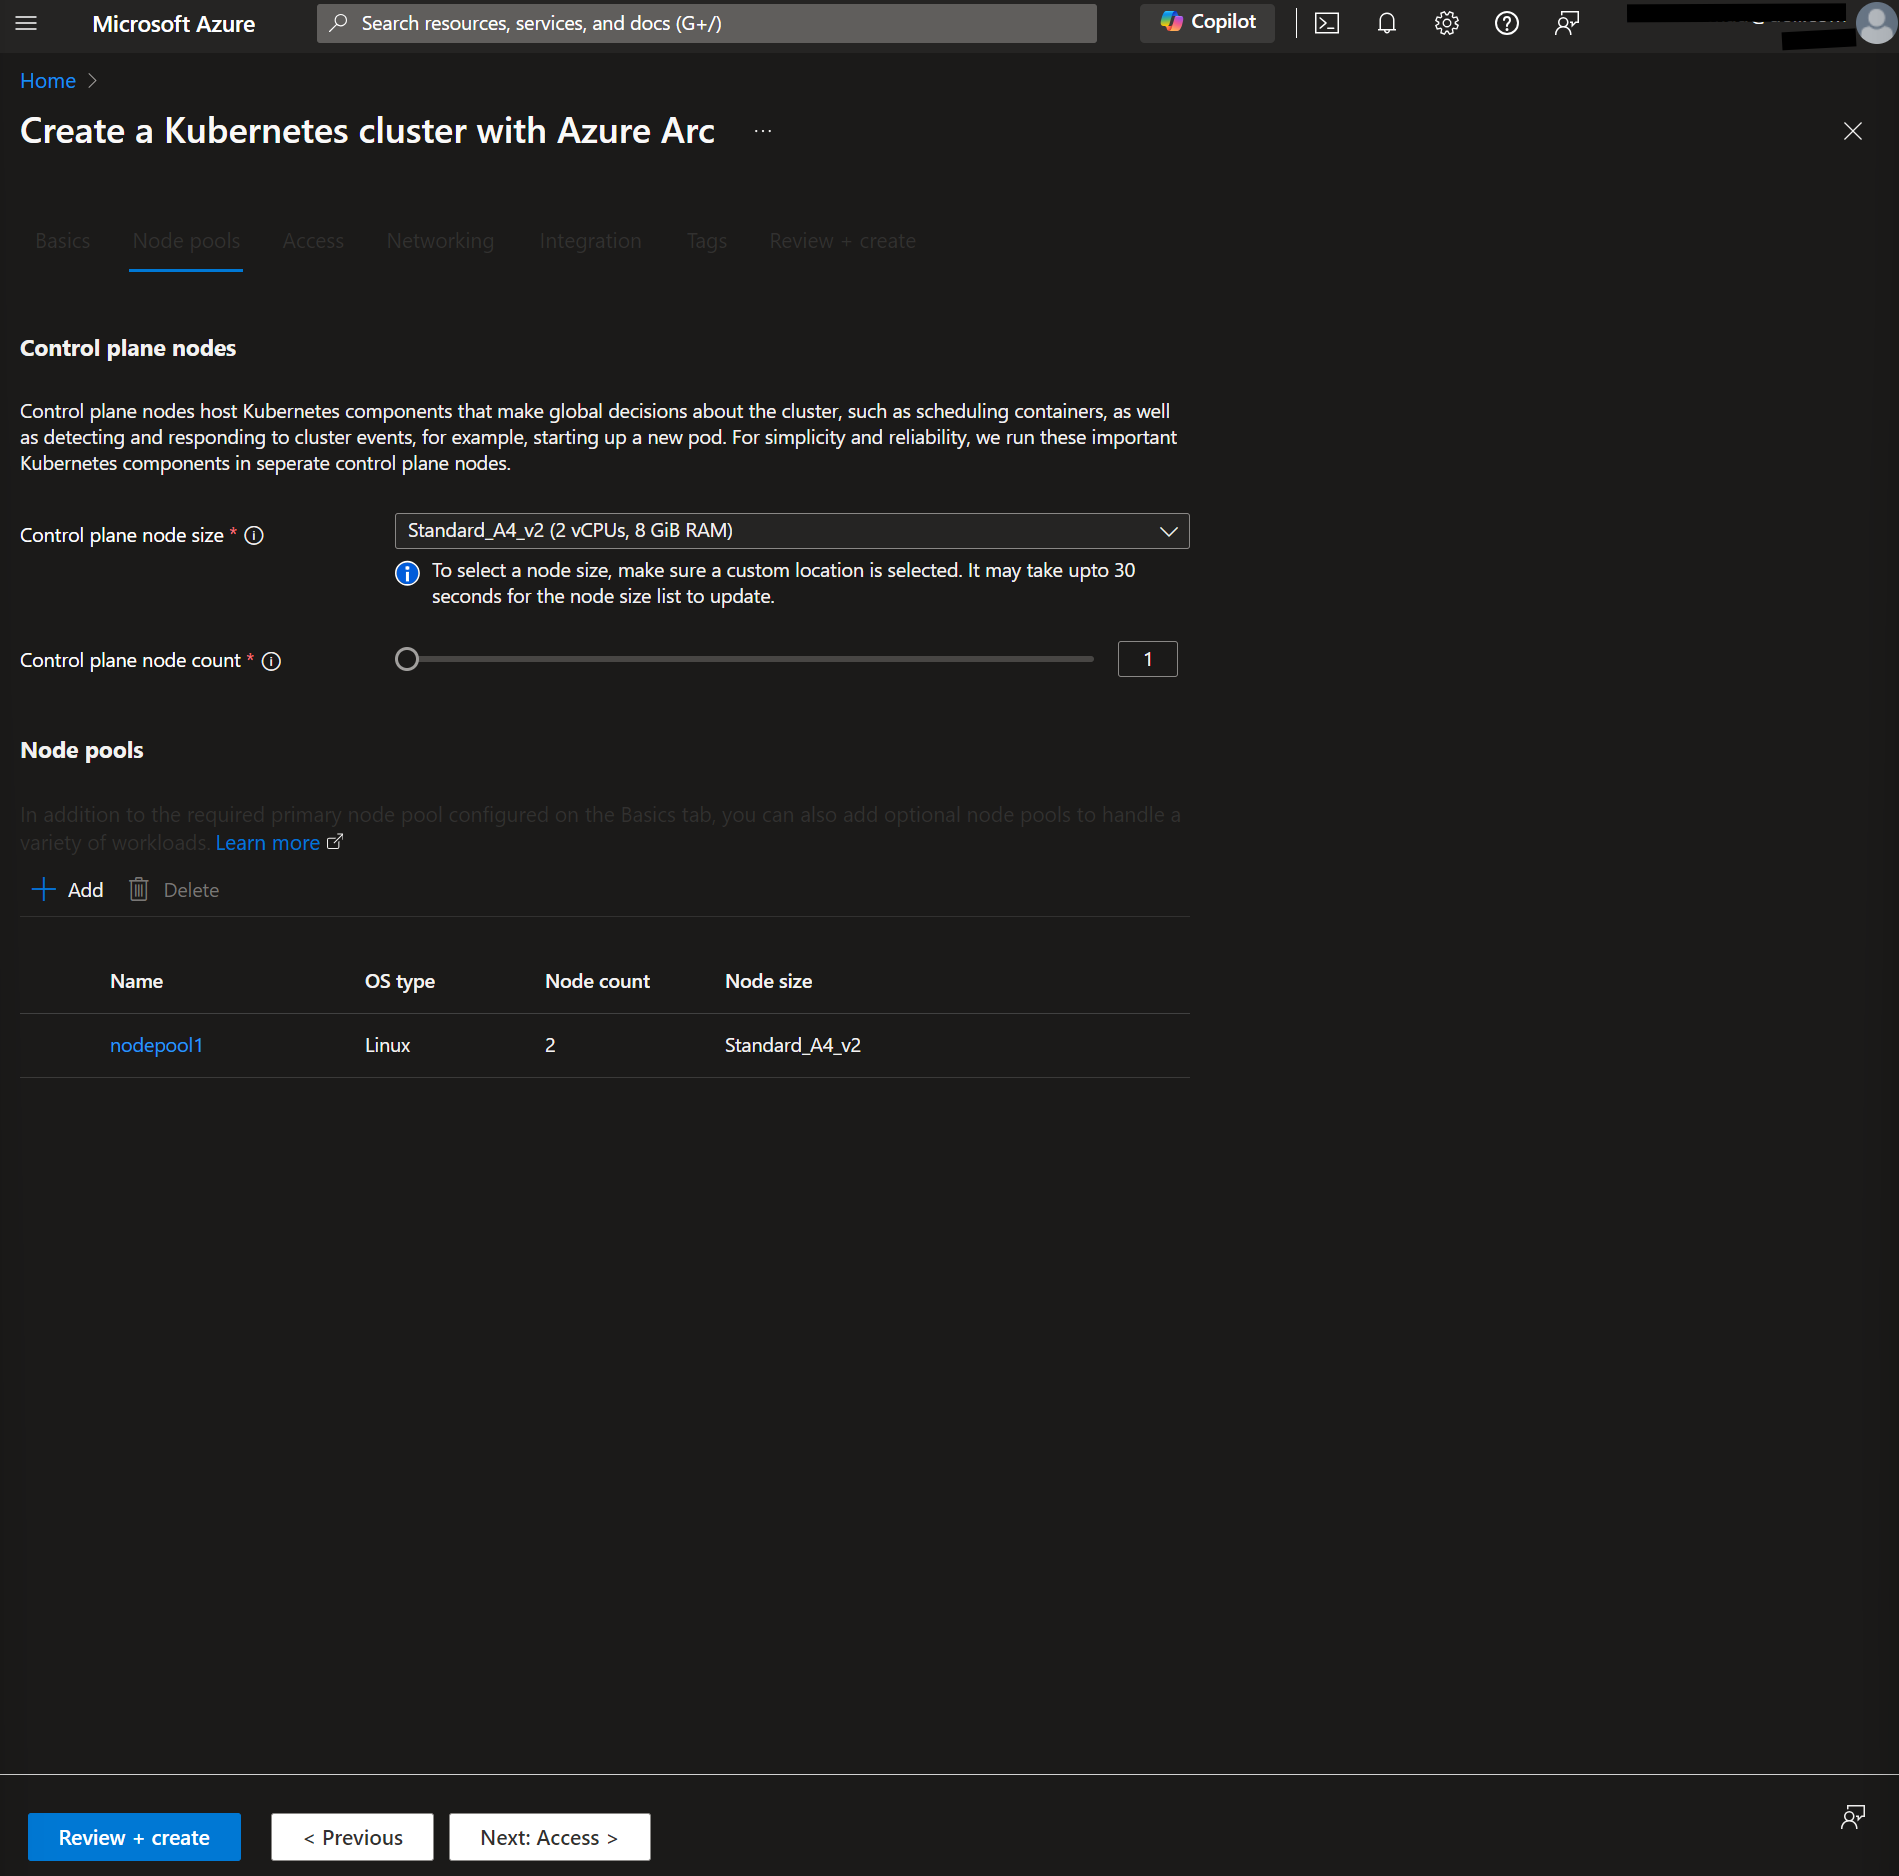 Microsoft Azure
Search resources, services, and docs (G+/)
Copilot
Home
Create a Kubernetes cluster with Azure Arc
...
Basics
Node pools
Access
Networking
Integration
Tags
Review + create
Control plane nodes
Control plane nodes host Kubernetes components that make global decisions about the cluster, such as scheduling containers, as well
as detecting and responding to cluster events, for example, starting up a new pod. For simplicity and reliability, we run these important
Kubernetes components in seperate control plane nodes.
Control plane node size *
Standard_A4_v2 (2 vCPUs, 8 GiB RAM)
To select a node size, make sure a custom location is selected. It may take upto 30
seconds for the node size list to update.
Control plane node count *
1
Node pools
In addition to the required primary node pool configured on the Basics tab, you can also add optional node pools to handle a
variety of workloads. Learn more
Add
Delete
Name
OS type
Node count
Node size
nodepool1
Linux
2
Standard_A4_v2
Review + create
< Previous
Next: Access >